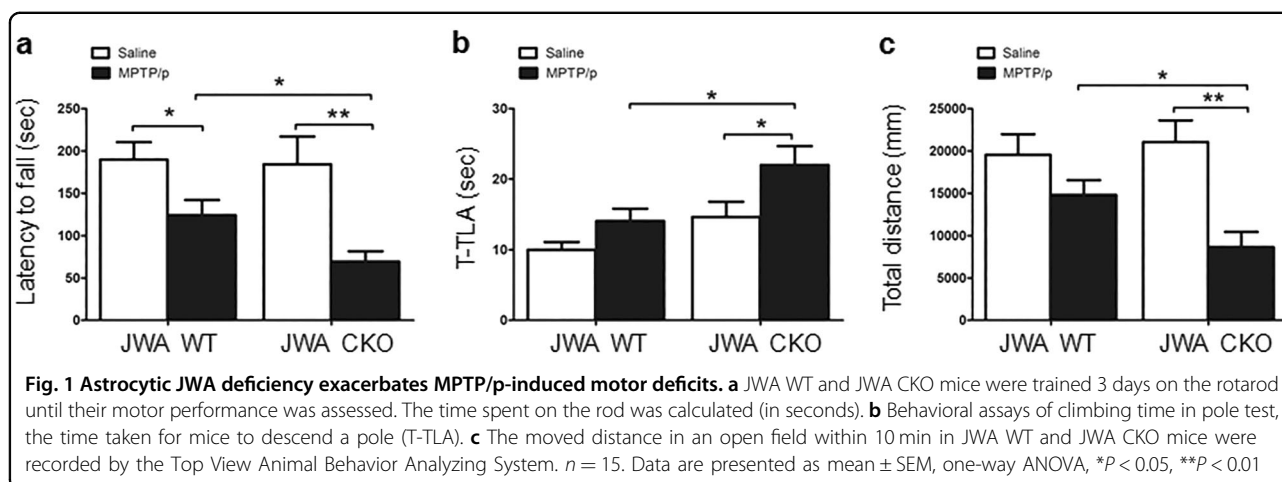 a
Saline
MPTP/p
*
*
**
Latency to fall (sec)
250
200
150
100
50
0
JWA WT
JWA CKO
b
Saline
MPTP/p
*
*
T-TLA (sec)
30
20
10
0
JWA WT
JWA CKO
c
Saline
MPTP/p
*
**
Total distance (mm)
25000
20000
15000
10000
5000
0
JWA WT
JWA CKO
Fig. 1 Astrocytic JWA deficiency exacerbates MPTP/p-induced motor deficits. a JWA WT and JWA CKO mice were trained 3 days on the rotarod
until their motor performance was assessed. The time spent on the rod was calculated (in seconds). b Behavioral assays of climbing time in pole test,
the time taken for mice to descend a pole (T-TLA). c The moved distance in an open field within 10 min in JWA WT and JWA CKO mice were
recorded by the Top View Animal Behavior Analyzing System. n = 15. Data are presented as mean ± SEM, one-way ANOVA, *P < 0.05, **P < 0.01